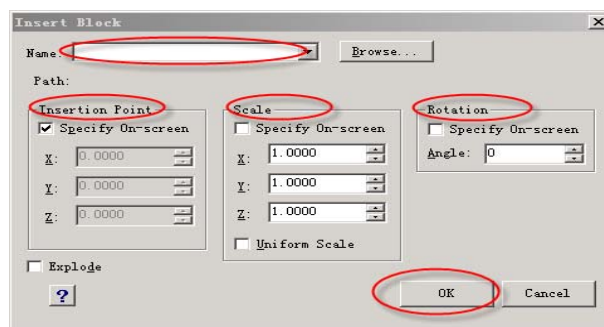 Insert Block
Name: Browse...
Path:
Insertion Point
Specify On-screen
X: 0.0000
Y: 0.0000
Z: 0.0000
Scale
Specify On-screen
X: 1.0000
Y: 1.0000
Z: 1.0000
Uniform Scale
Rotation
Specify On-screen
Angle: 0
Explode
? OK Cancel